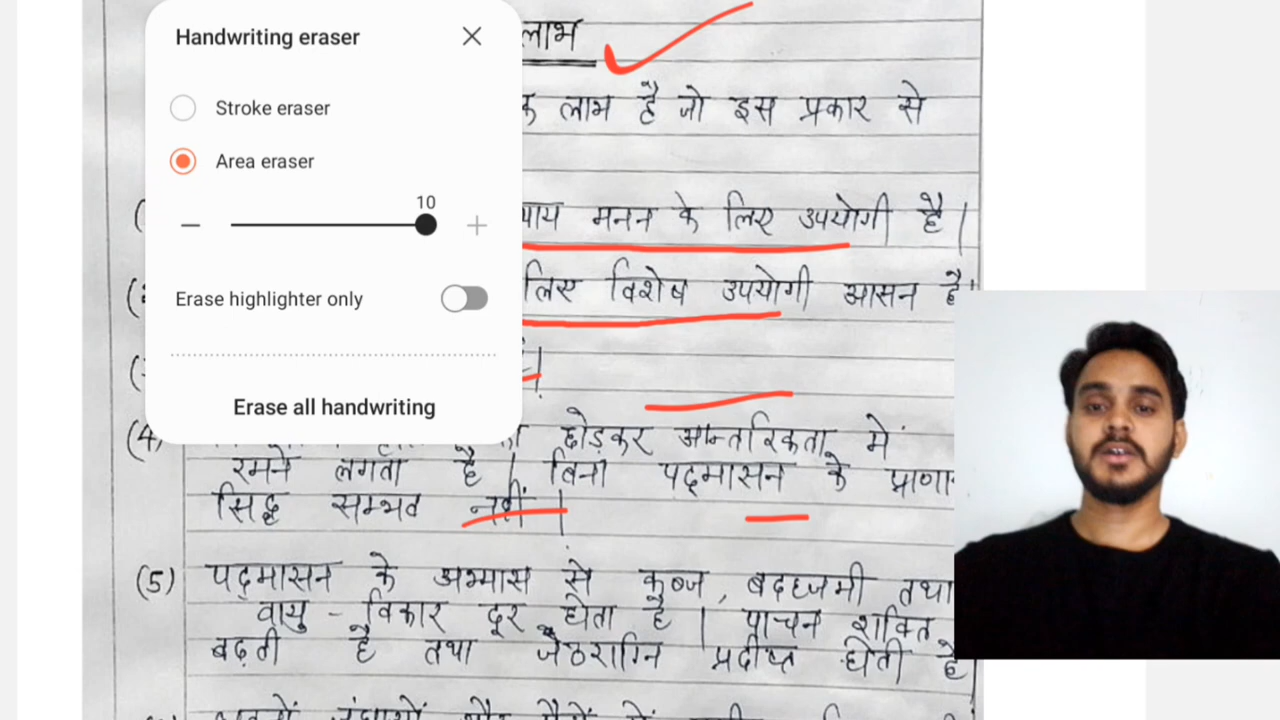 Handwriting eraser
Stroke eraser
Area eraser
10
Erase highlighter only
Erase all handwriting
लाभ
लाभ है जो इस प्रकार से
मनन के लिए उपयोगी है |
लिए विशेष उपयोगी आसन है
(4) छोड़कर आन्तरिकता में
रमने लगता है | बिना पद्मासन के
सिद्ध सम्भव नहीं |
(5) पद्मासन के अभ्यास से कुब्ज, बदहजमी तथा
वायु - विकार दूर होता है | पाचन शक्ति
बढ़ती है तथा जैठराग्नि प्रदीप्त होती है